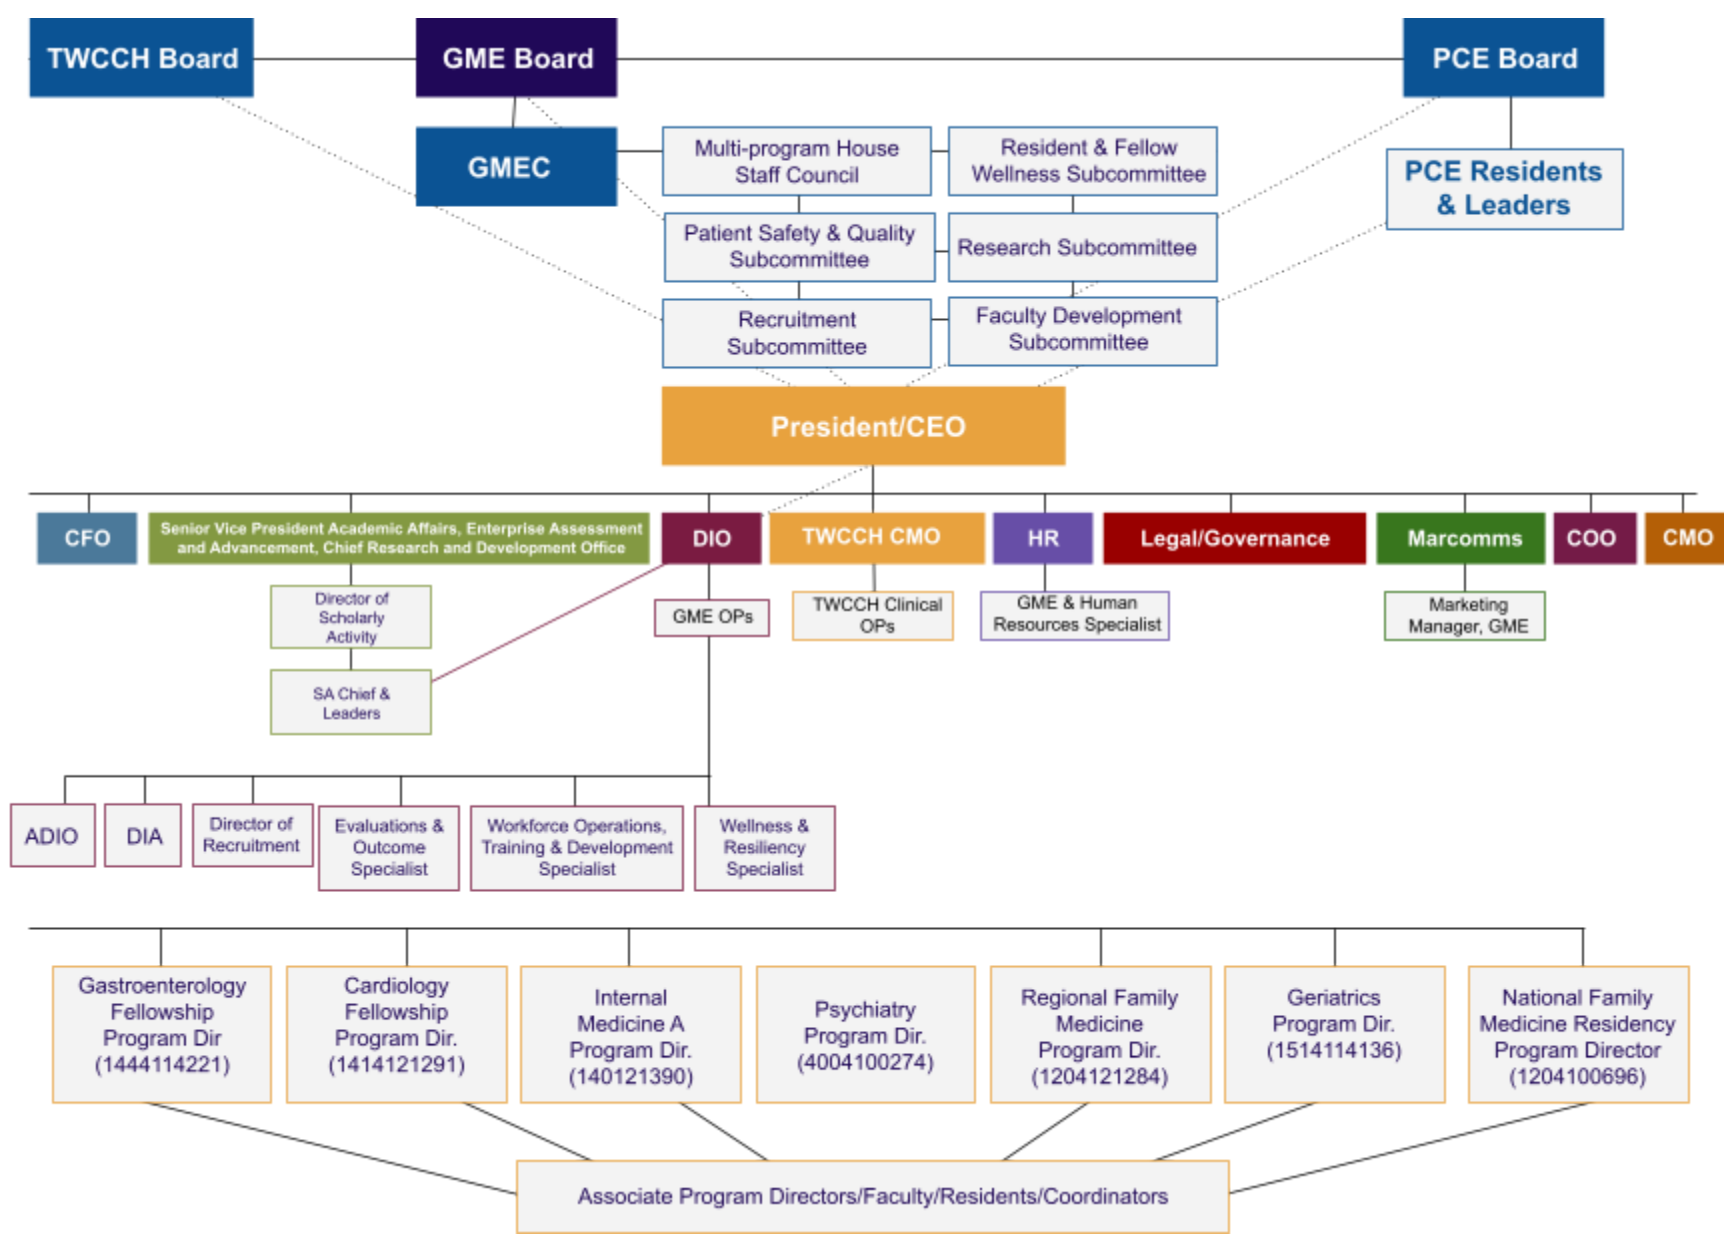 TWCCH Board
GME Board
PCE Board
GMEC
Multi-program House
Staff Council
Resident & Fellow
Wellness Subcommittee
PCE Residents
& Leaders
Patient Safety & Quality
Subcommittee
Research Subcommittee
Recruitment
Subcommittee
Faculty Development
Subcommittee
President/CEO
CFO
Senior Vice President Academic Affairs, Enterprise Assessment
and Advancement, Chief Research and Development Office
DIO
TWCCH CMO
HR
Legal/Governance
Marcomms
COO
CMO
Director of
Scholarly
Activity
GME OPs
TWCCH Clinical
OPs
GME & Human
Resources Specialist
Marketing
Manager, GME
SA Chief &
Leaders
ADIO
DIA
Director of
Recruitment
Evaluations &
Outcome
Specialist
Workforce Operations,
Training & Development
Specialist
Wellness &
Resiliency
Specialist
Gastroenterology
Fellowship
Program Dir
(1444114221)
Cardiology
Fellowship
Program Dir.
(1414121291)
Internal
Medicine A
Program Dir.
(140121390)
Psychiatry
Program Dir.
(4004100274)
Regional Family
Medicine
Program Dir.
(1204121284)
Geriatrics
Program Dir.
(1514114136)
National Family
Medicine Residency
Program Director
(1204100696)
Associate Program Directors/Faculty/Residents/Coordinators